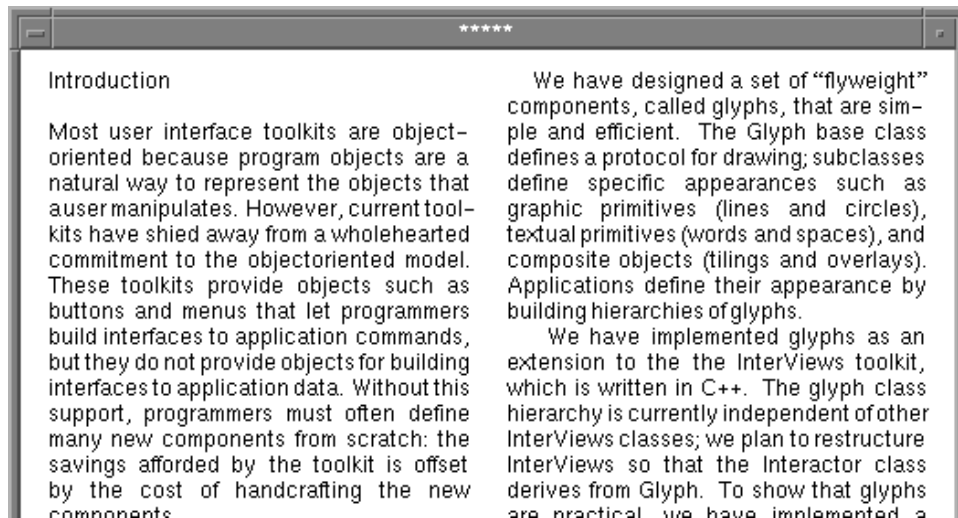 *****
Introduction
Most user interface toolkits are object-
oriented because program objects are a
natural way to represent the objects that
a user manipulates. However, current tool-
kits have shied away from a wholehearted
commitment to the objectoriented model.
These toolkits provide objects such as
buttons and menus that let programmers
build interfaces to application commands,
but they do not provide objects for building
interfaces to application data. Without this
support, programmers must often define
many new components from scratch: the
savings afforded by the toolkit is offset
by the cost of handcrafting the new
components.
We have designed a set of “flyweight”
components, called glyphs, that are sim-
ple and efficient. The Glyph base class
defines a protocol for drawing; subclasses
define specific appearances such as
graphic primitives (lines and circles),
textual primitives (words and spaces), and
composite objects (tilings and overlays).
Applications define their appearance by
building hierarchies of glyphs.
We have implemented glyphs as an
extension to the the InterViews toolkit,
which is written in C++. The glyph class
hierarchy is currently independent of other
InterViews classes; we plan to restructure
InterViews so that the Interactor class
derives from Glyph. To show that glyphs
are practical, we have implemented a